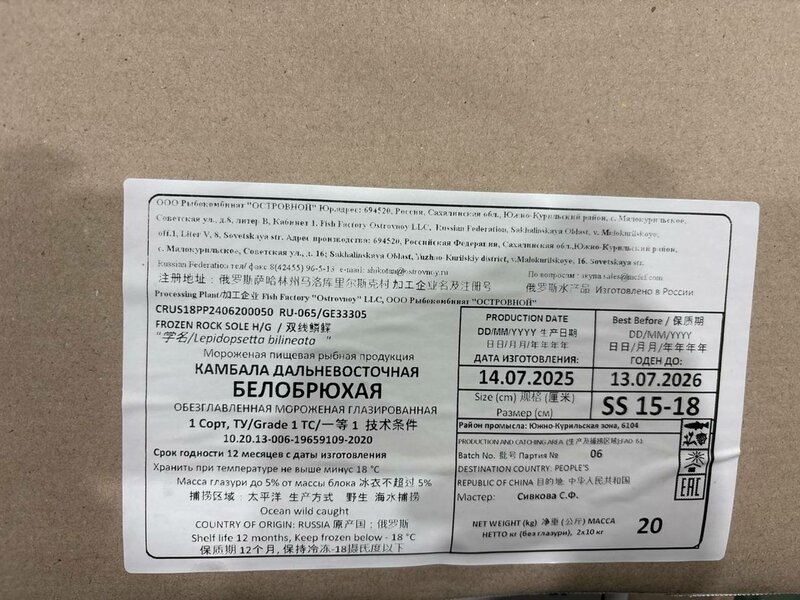 ООО Рыбокомбинат "ОСТРОВНОЙ" Юр.адрес: 694520, Россия, Сахалинская обл., Южно-Курильский район, с. Малокурильское,
Советская ул., д.8, литер В, Кабинет 1. Fish Factory Ostrovnoy LLC, Russian Federation, Sakhalinskaya Oblast, v. Malokurilskoye,
off.1, Liter V, 8, Sovetskaya str. Адрес производства: 694520, Российская Федерация, Сахалинская обл.,Южно-Курильский район,
с. Малокурильское, Советская ул., д. 16; Sakhalinskaya Oblast, Yuzhno-Kurilskiy district, v.Malokurilskoye, 16, Sovetskaya str.
Russian Federation тел/ факс 8(42455) 96-5-13 e-mail: shikotan@ostrovnoy.ru
По вопросам :
注册地址：俄罗斯萨哈林州马洛库里尔斯克村 加工企业名及注册号 俄罗斯水产品 Изготовлено в России
Processing Plant/加工企业 Fish Factory "Ostrovnoy" LLC, ООО Рыбокомбинат "ОСТРОВНОЙ"
CRUS18PP2406200050 RU-065/GE33305
FROZEN ROCK SOLE H/G / 双线鳞鲽
"学名/Lepidopsetta bilineata "
Мороженая пищевая рыбная продукция
КАМБАЛА ДАЛЬНЕВОСТОЧНАЯ
БЕЛОБРЮХАЯ
ОБЕЗГЛАВЛЕННАЯ МОРОЖЕНАЯ ГЛАЗИРОВАННАЯ
1 Сорт, ТУ/Grade 1 TC/一等 1 技术条件
10.20.13-006-19659109-2020
Срок годности 12 месяцев с даты изготовления
Хранить при температуре не выше минус 18 °C
Масса глазури до 5% от массы блока 冰衣不超过 5%
捕捞区域：太平洋 生产方式 野生 海水捕捞
Ocean wild caught
COUNTRY OF ORIGIN: RUSSIA 原产国：俄罗斯
Shelf life 12 months, Keep frozen below - 18 °C
保质期 12个月, 保持冷冻-18摄氏度以下
PRODUCTION DATE
DD/MM/YYYY 生产日期
日日/月月/年年年年
ДАТА ИЗГОТОВЛЕНИЯ:
Best Before / 保质期
DD/MM/YYYY
日日/月月/年年年年
ГОДЕН ДО:
14.07.2025 13.07.2026
Size (cm) 规格 (厘米)
Размер (см)
SS 15-18
Район промысла: Южно-Курильская зона, 6104
PRODUCTION AND CATCHING AREA (生产及捕捞区域):FAO 61
Batch No. 批号 Партия № 06
DESTINATION COUNTRY: PEOPLE'S
REPUBLIC OF CHINA 目的地 中华人民共和国
Мастер: Сивкова С.Ф.
EAC
NET WEIGHT (kg) 净重 (公斤) МАССА
НЕТТО кг (без глазури), 2x10 кг
20